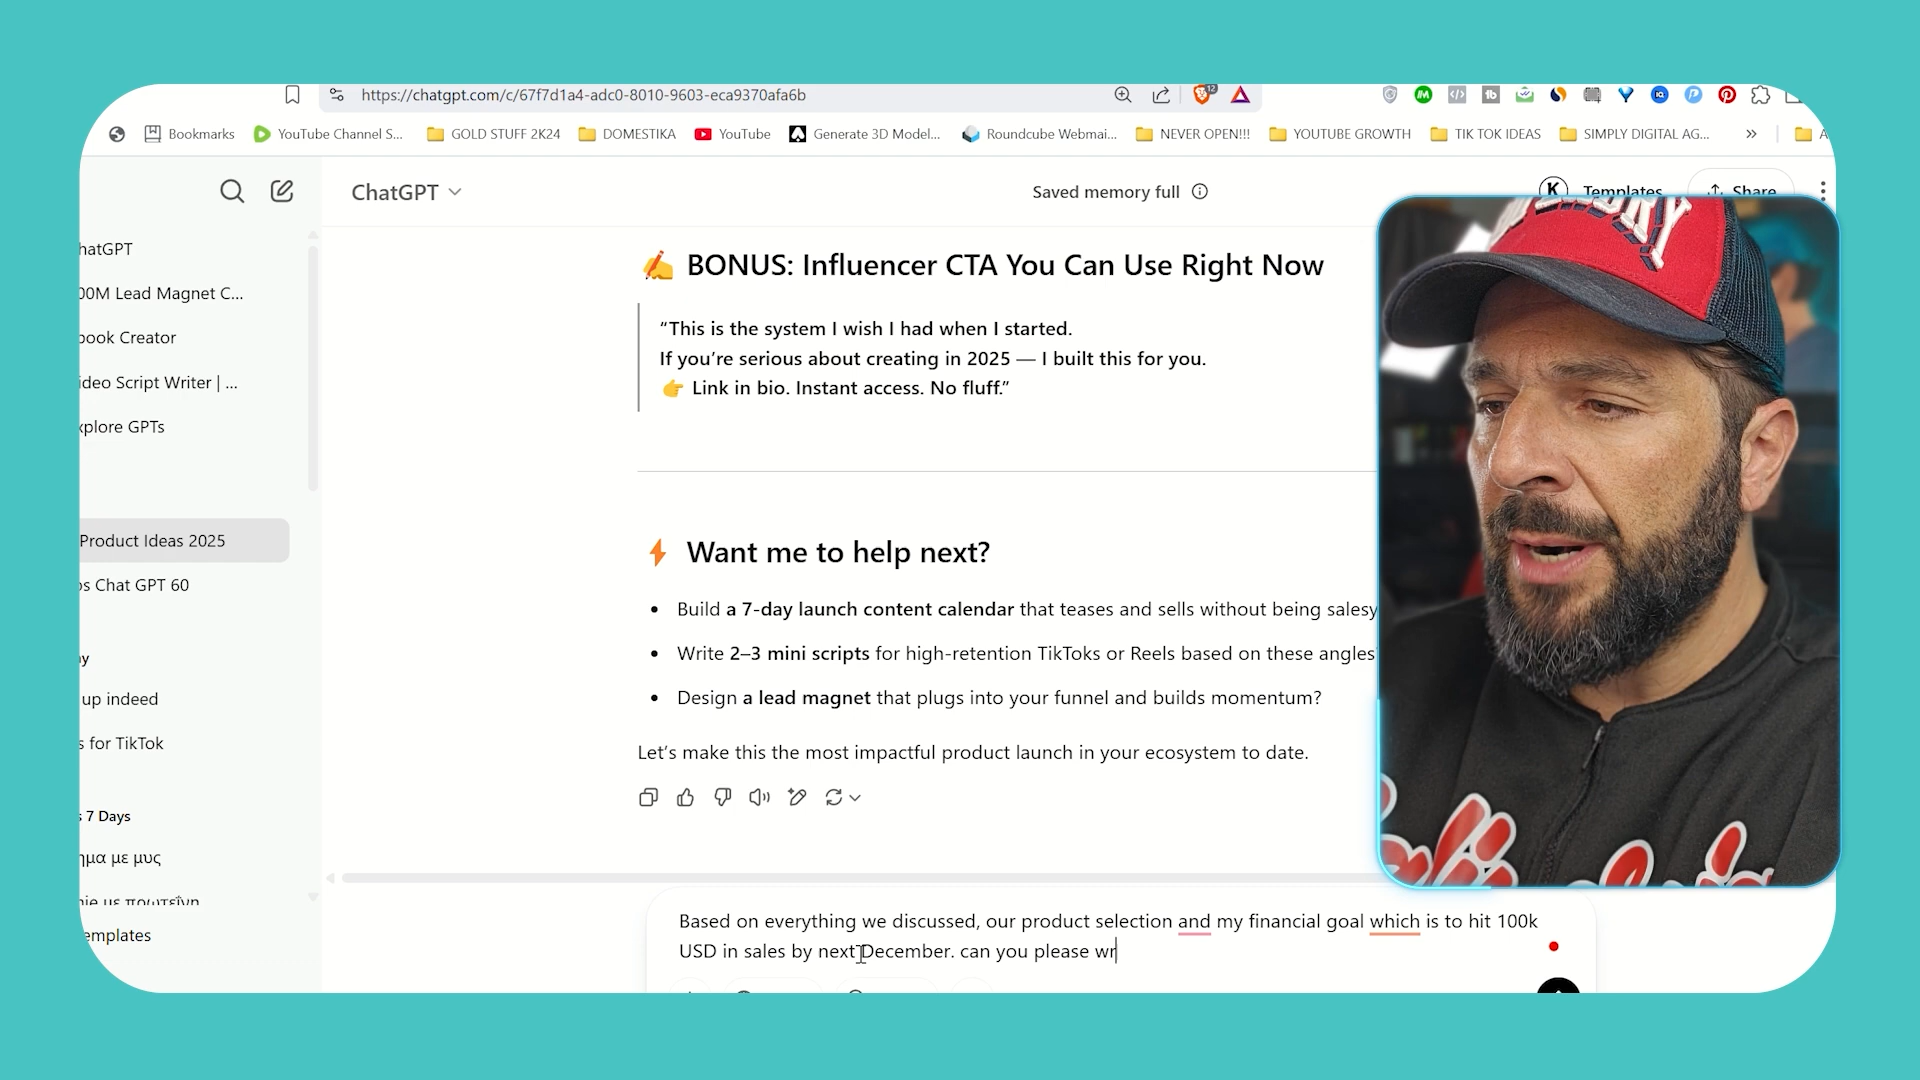 https://chatgpt.com/c/67f7d1a4-adc0-8010-9603-eca9370afa6b
12
Bookmarks YouTube Channel S... GOLD STUFF 2K24 DOMESTIKA YouTube Generate 3D Model... Roundcube Webmai... NEVER OPEN!!! YOUTUBE GROWTH TIK TOK IDEAS SIMPLY DIGITAL AG... » A
ChatGPT
Saved memory full
K Templates Share
hatGPT
00M Lead Magnet C...
book Creator
ideo Script Writer | ...
xplore GPTs
Product Ideas 2025
os Chat GPT 60
ay
up indeed
s for TikTok
s 7 Days
ημα με μυς
πρωτεΐνη
emplates
✍️ BONUS: Influencer CTA You Can Use Right Now
“This is the system I wish I had when I started.
If you’re serious about creating in 2025 — I built this for you.
👉 Link in bio. Instant access. No fluff.”
⚡ Want me to help next?
• Build a 7-day launch content calendar that teases and sells without being salesy
• Write 2–3 mini scripts for high-retention TikToks or Reels based on these angles
• Design a lead magnet that plugs into your funnel and builds momentum?
Let’s make this the most impactful product launch in your ecosystem to date.
Based on everything we discussed, our product selection and my financial goal which is to hit 100k
USD in sales by next December. can you please wr